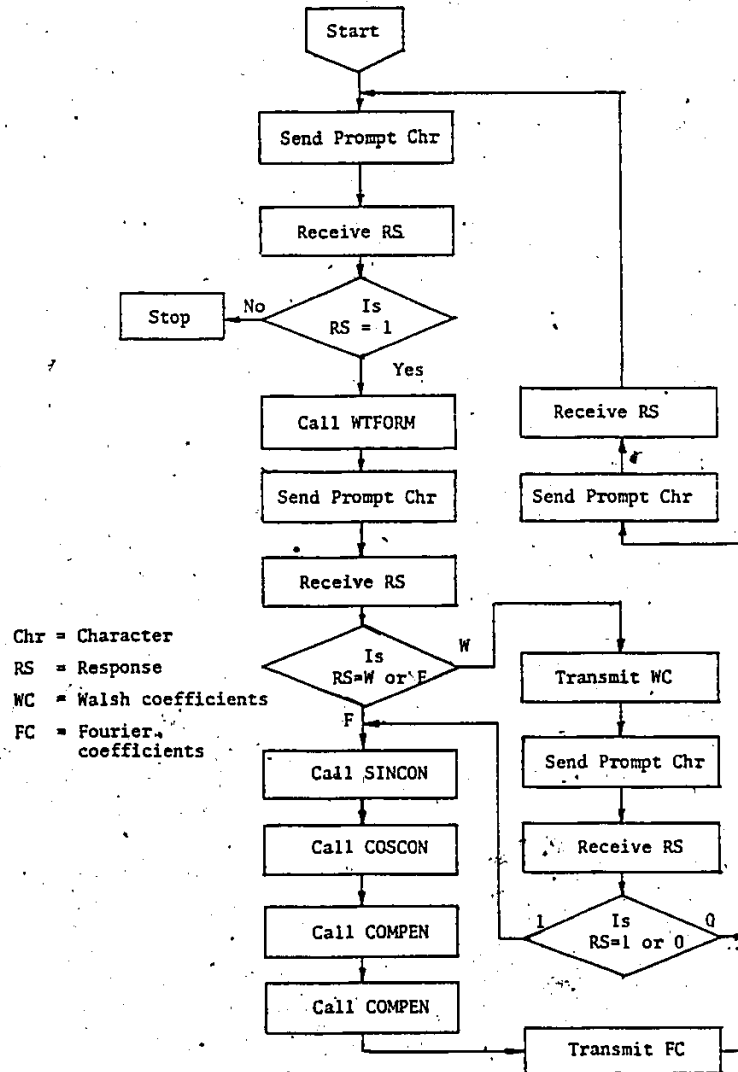 Start
Send Prompt Chr
Receive RS
Is
RS = 1
No
Stop
Yes
Call WTFORM
Send Prompt Chr
Receive RS
Is
RS=W or F
W
F
Call SINCON
Call COSCON
Call COMPEN
Call COMPEN
Transmit FC
Transmit WC
Send Prompt Chr
Receive RS
Is
RS=1 or 0
1
0
Send Prompt Chr
Receive RS
Chr = Character
RS = Response
WC = Walsh coefficients
FC = Fourier
coefficients